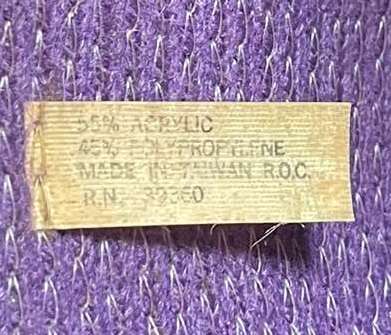 55% ACRYLIC
45% POLYPROPYLENE
MADE IN TAIWAN R.O.C.
R.N. 39360